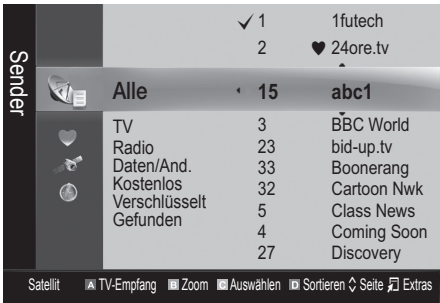 Sender
✓ 1 1futech
2 ♥ 24ore.tv
Alle 15 abc1
TV 3 BBC World
Radio 23 bid-up.tv
Daten/And. 33 Boonerang
Kostenlos 32 Cartoon Nwk
Verschlüsselt 5 Class News
Gefunden 4 Coming Soon
27 Discovery
Satellit A TV-Empfang B Zoom C Auswählen D Sortieren Seite Extras